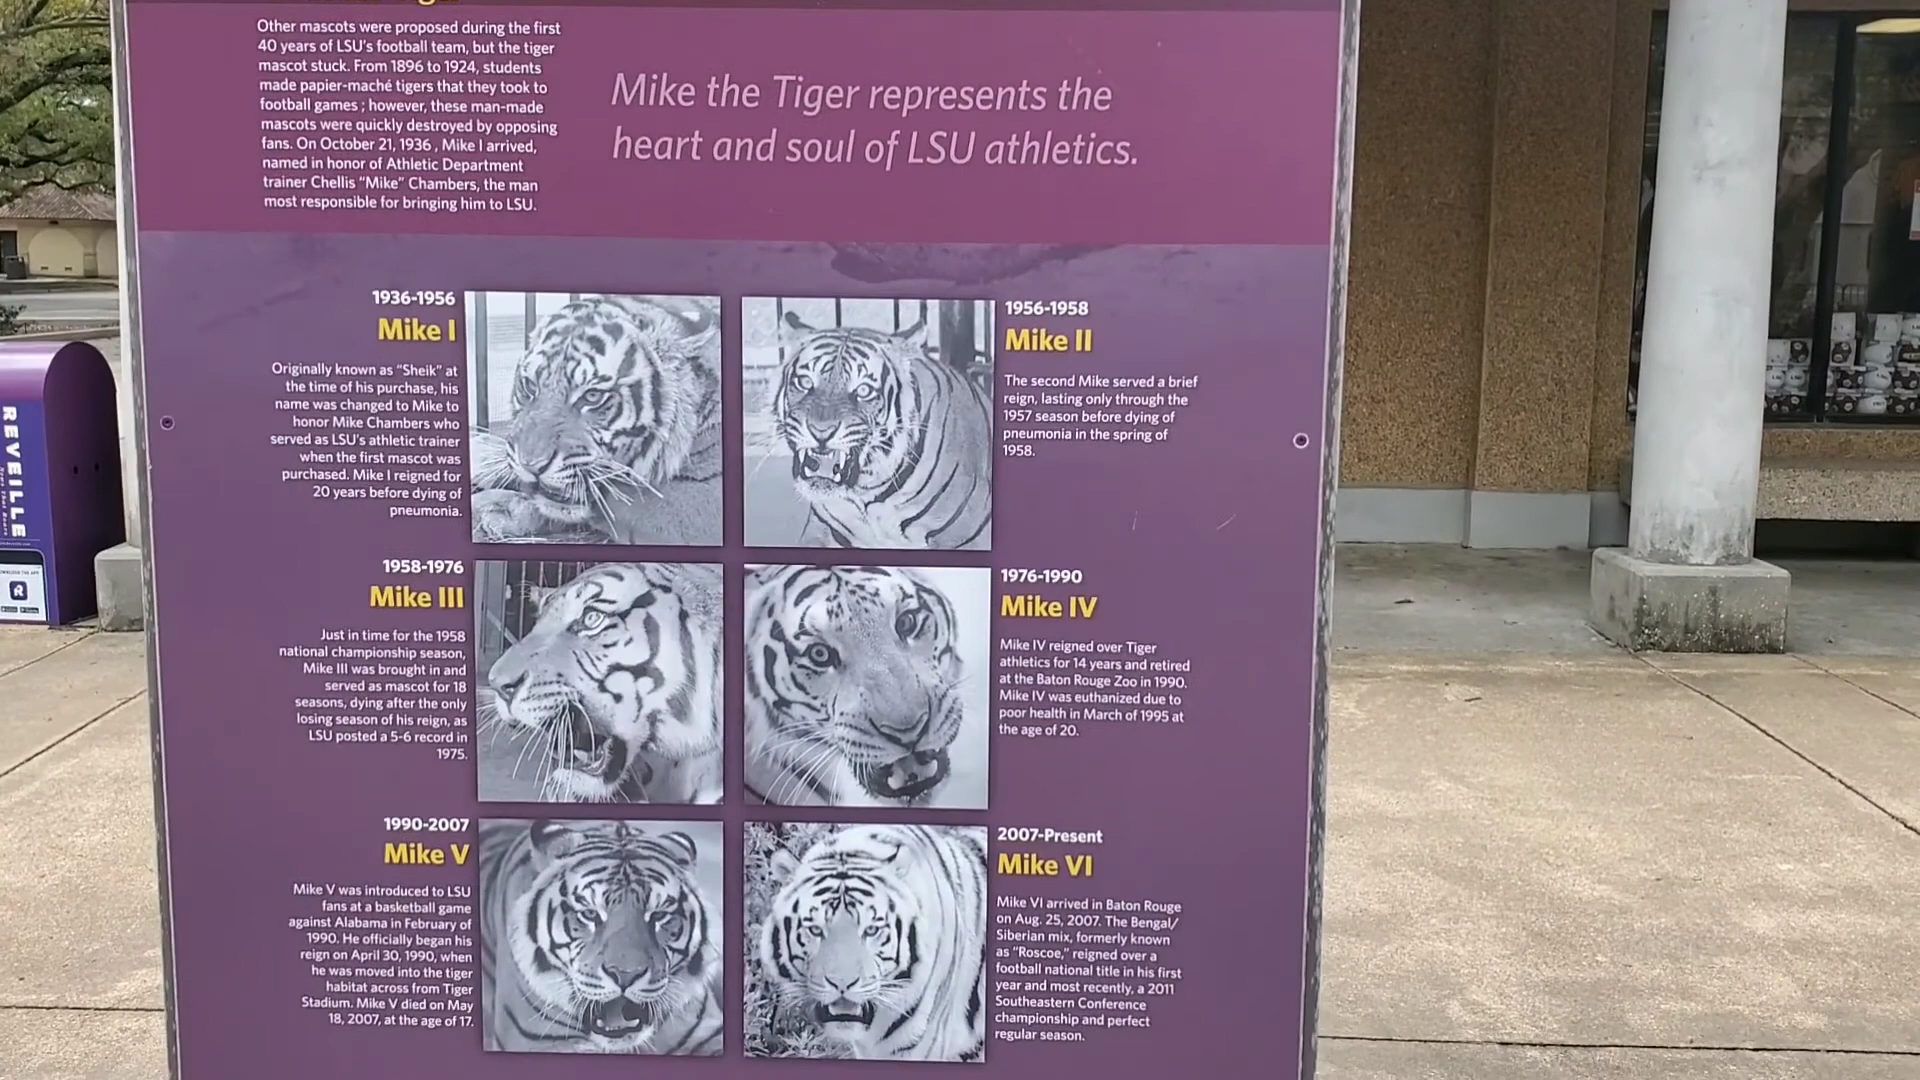 Other mascots were proposed during the first
40 years of LSU's football team, but the tiger
mascot stuck. From 1896 to 1924, students
made papier-maché tigers that they took to
football games ; however, these man-made
mascots were quickly destroyed by opposing
fans. On October 21, 1936 , Mike I arrived,
named in honor of Athletic Department
trainer Chellis "Mike" Chambers, the man
most responsible for bringing him to LSU.
Mike the Tiger represents the
heart and soul of LSU athletics.
1936-1956
Mike I
Originally known as "Sheik" at
the time of his purchase, his
name was changed to Mike to
honor Mike Chambers who
served as LSU's athletic trainer
when the first mascot was
purchased. Mike I reigned for
20 years before dying of
pneumonia.
1956-1958
Mike II
The second Mike served a brief
reign, lasting only through the
1957 season before dying of
pneumonia in the spring of
1958.
1958-1976
Mike III
Just in time for the 1958
national championship season,
Mike III was brought in and
served as mascot for 18
seasons, dying after the only
losing season of his reign, as
LSU posted a 5-6 record in
1975.
1976-1990
Mike IV
Mike IV reigned over Tiger
athletics for 14 years and retired
at the Baton Rouge Zoo in 1990.
Mike IV was euthanized due to
poor health in March of 1995 at
the age of 20.
1990-2007
Mike V
Mike V was introduced to LSU
fans at a basketball game
against Alabama in February of
1990. He officially began his
reign on April 30, 1990, when
he was moved into the tiger
habitat across from Tiger
Stadium. Mike V died on May
18, 2007, at the age of 17.
2007-Present
Mike VI
Mike VI arrived in Baton Rouge
on Aug. 25, 2007. The Bengal/
Siberian mix, formerly known
as "Roscoe," reigned over a
football national title in his first
year and most recently, a 2011
Southeastern Conference
championship and perfect
regular season.
REVEILLE